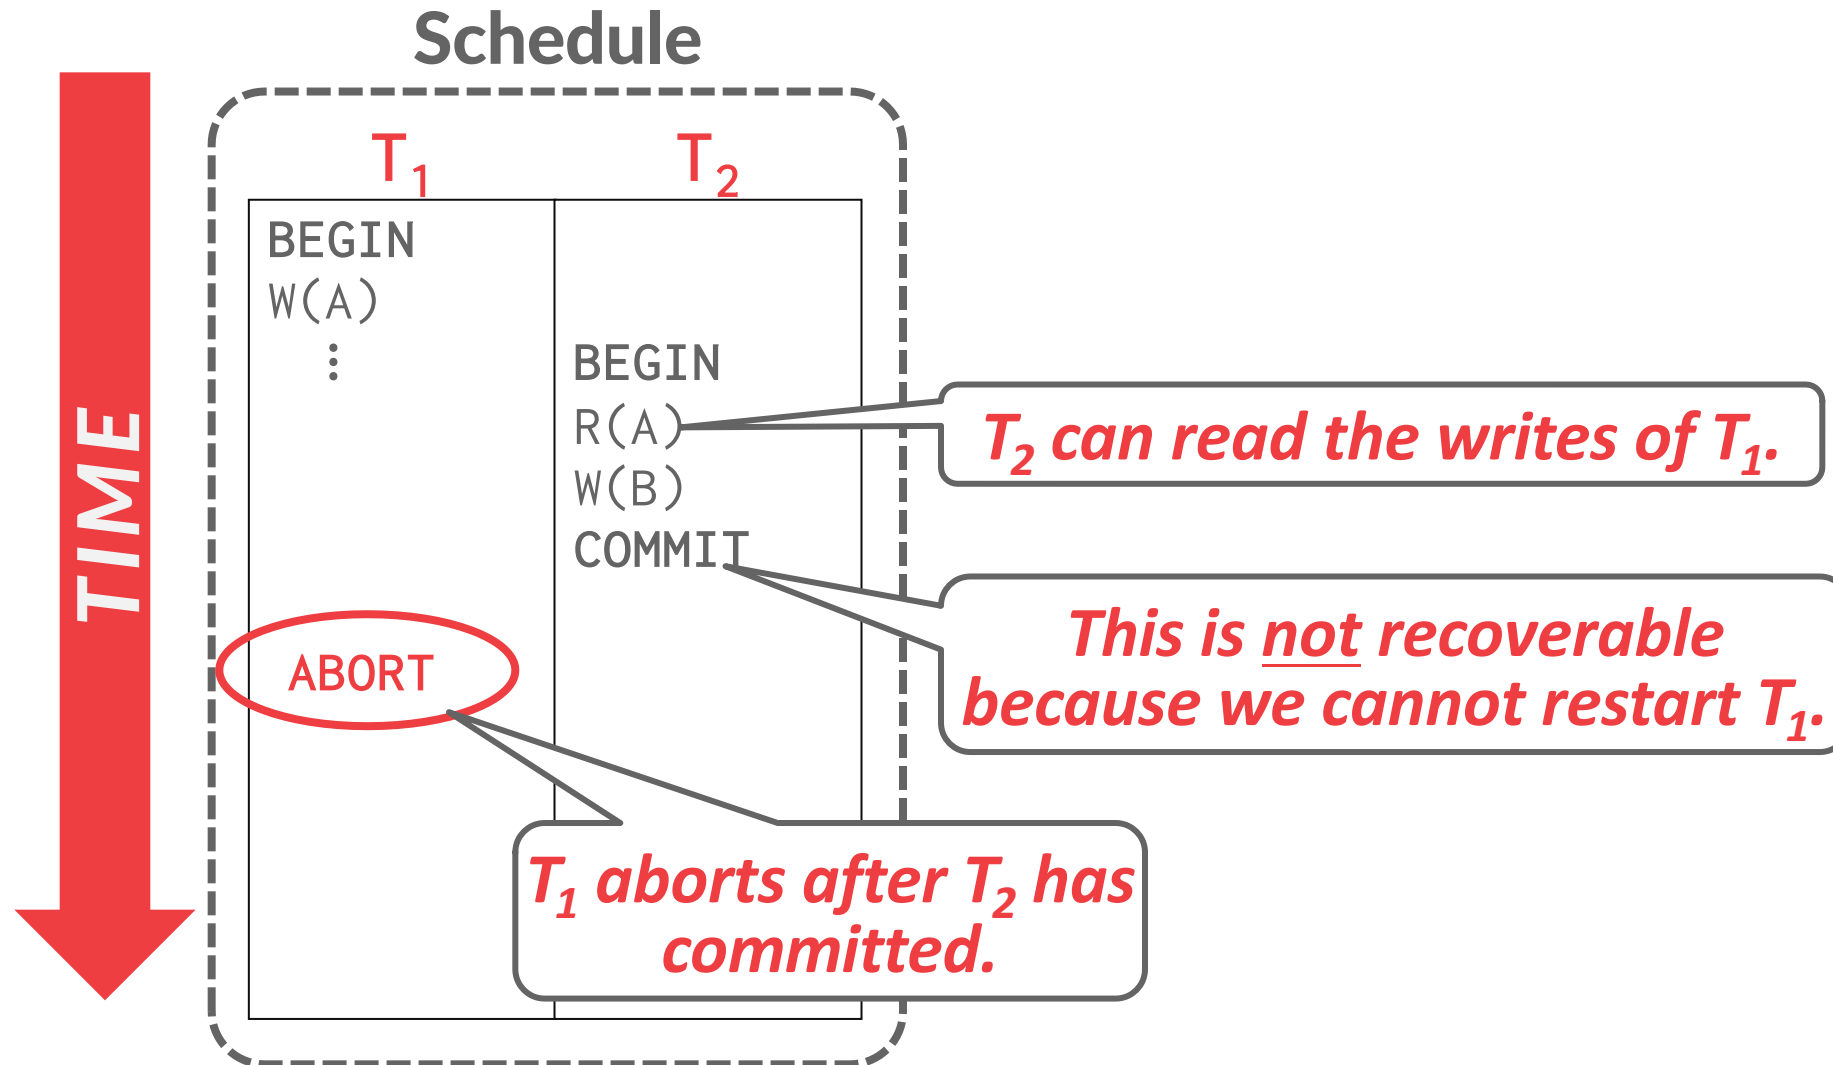 Schedule
TIME
T₁ T₂
BEGIN
W(A)
⋮
BEGIN
R(A)
W(B)
COMMIT
ABORT
T₂ can read the writes of T₁.
This is not recoverable
because we cannot restart T₁.
T₁ aborts after T₂ has
committed.